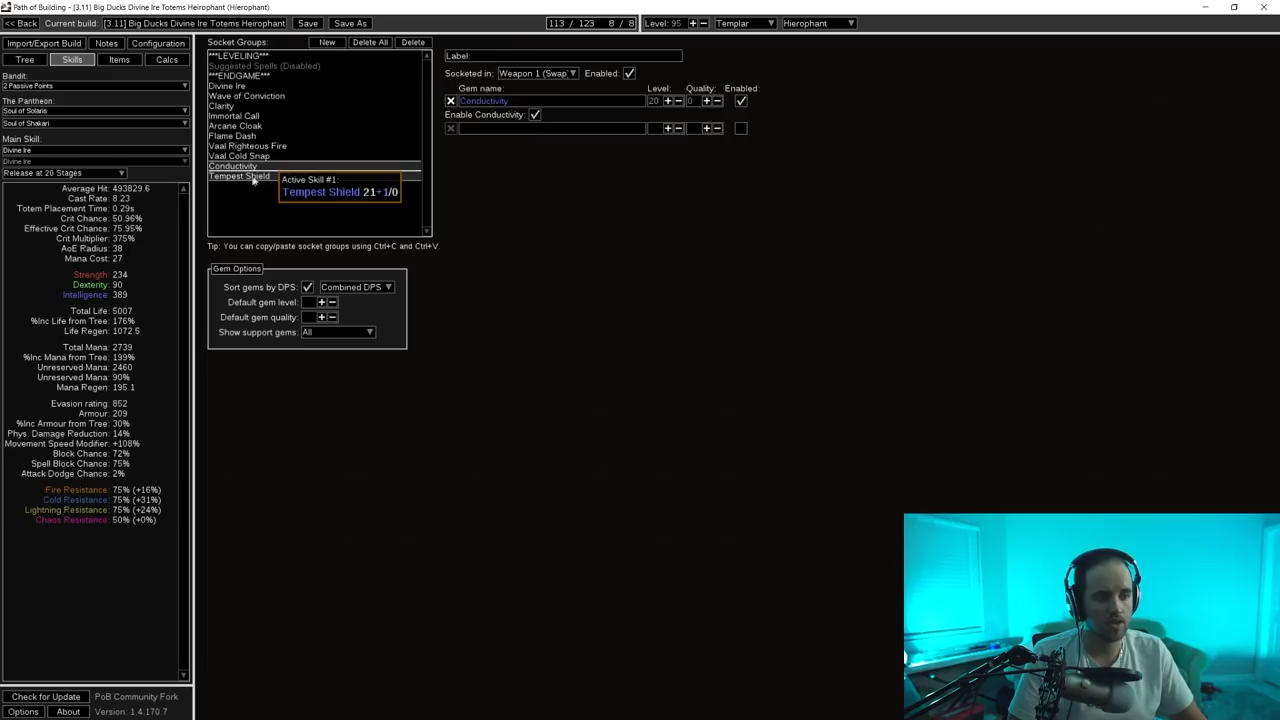 Path of Building - [3.11] Big Ducks Divine Ire Totems Heirophant (Hierophant)
<< Back Current build: [3.11] Big Ducks Divine Ire Totems Heirophant Save Save As 113 / 123 8 / 8 Level: 95 Templar Hierophant
Import/Export Build Notes Configuration
Tree Skills Items Calcs
Bandit:
2 Passive Points
The Pantheon:
Soul of Solaris
Soul of Shakari
Main Skill:
Divine Ire
Divine Ire
Release at 20 Stages
Average Hit: 493829.6
Cast Rate: 8.23
Totem Placement Time: 0.29s
Crit Chance: 50.96%
Effective Crit Chance: 75.95%
Crit Multiplier: 375%
AoE Radius: 38
Mana Cost: 27
Strength: 234
Dexterity: 90
Intelligence: 389
Total Life: 5007
%Inc Life from Tree: 176%
Life Regen: 1072.5
Total Mana: 2739
%Inc Mana from Tree: 199%
Unreserved Mana: 2460
Unreserved Mana: 90%
Mana Regen: 195.1
Evasion rating: 852
Armour: 209
%Inc Armour from Tree: 30%
Phys. Damage Reduction: 14%
Movement Speed Modifier: +108%
Block Chance: 72%
Spell Block Chance: 75%
Attack Dodge Chance: 2%
Fire Resistance: 75% (+16%)
Cold Resistance: 75% (+31%)
Lightning Resistance: 75% (+24%)
Chaos Resistance: 50% (+0%)
Check for Update PoB Community Fork
Options About Version: 1.4.170.7
Socket Groups: New Delete All Delete
***LEVELING***
Suggested Spells (Disabled)
***ENDGAME***
Divine Ire
Wave of Conviction
Clarity
Immortal Call
Arcane Cloak
Flame Dash
Vaal Righteous Fire
Vaal Cold Snap
Conductivity
Tempest Shield
Active Skill #1:
Tempest Shield 21+1/0
Tip: You can copy/paste socket groups using Ctrl+C and Ctrl+V.
Gem Options
Sort gems by DPS: Combined DPS
Default gem level:
Default gem quality:
Show support gems: All
Label:
Socketed in: Weapon 1 (Swap Enabled:
Gem name: Level: Quality: Enabled:
Conductivity 20 0
Enable Conductivity: